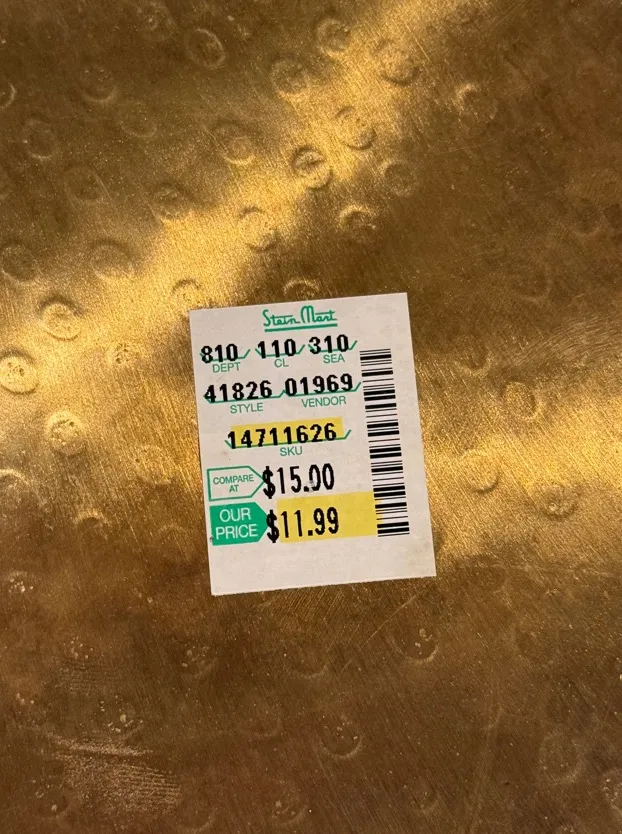 Stein Mart
810 110 310
DEPT CL SEA
41826 01969
STYLE VENDOR
14711626
SKU
COMPARE AT $15.00
OUR PRICE $11.99